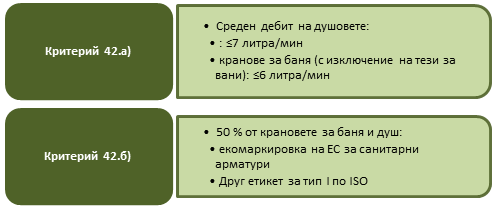 Критерий 42.а)
• Среден дебит на душовете:
• : ≤7 литра/мин
• кранове за баня (с изключение на тези за
вани): ≤6 литра/мин
Критерий 42.б)
• 50 % от крановете за баня и душ:
• екомаркировка на ЕС за санитарни
арматури
• Друг етикет за тип I по ISO